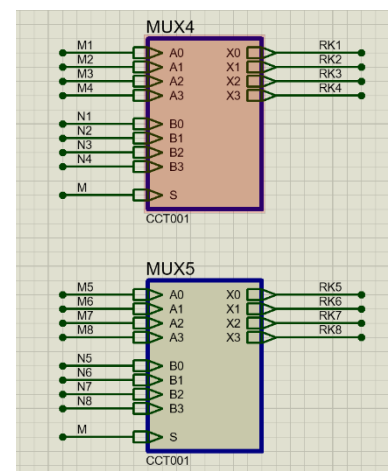 MUX4
M1 A0 X0 RK1
M2 A1 X1 RK2
M3 A2 X2 RK3
M4 A3 X3 RK4
N1 B0
N2 B1
N3 B2
N4 B3
M S
CCT001
MUX5
M5 A0 X0 RK5
M6 A1 X1 RK6
M7 A2 X2 RK7
M8 A3 X3 RK8
N5 B0
N6 B1
N7 B2
N8 B3
M S
CCT001